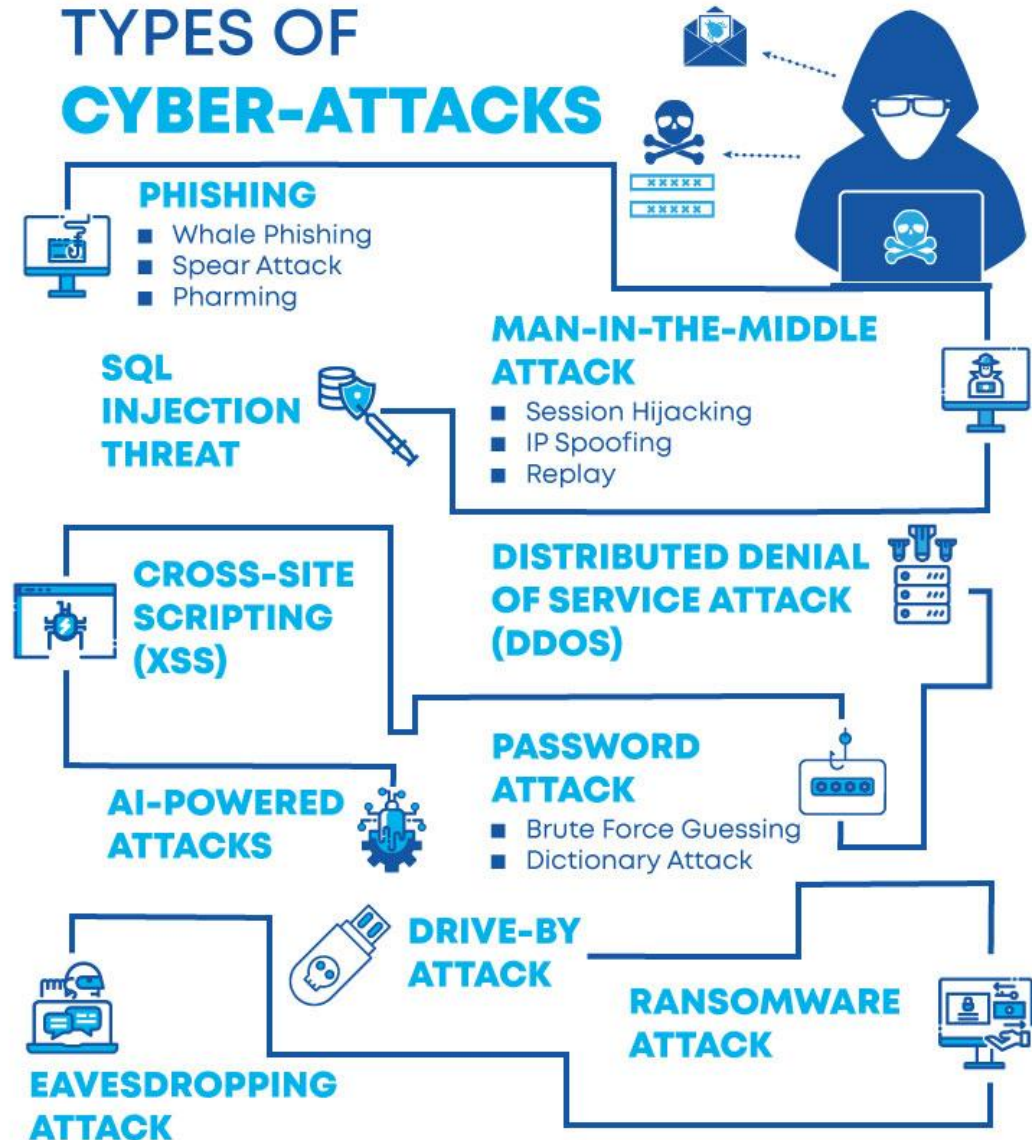 TYPES OF
CYBER-ATTACKS
xxxxx
xxxxx
PHISHING
■ Whale Phishing
■ Spear Attack
■ Pharming
MAN-IN-THE-MIDDLE
ATTACK
■ Session Hijacking
■ IP Spoofing
■ Replay
SQL
INJECTION
THREAT
DISTRIBUTED DENIAL
OF SERVICE ATTACK
(DDOS)
CROSS-SITE
SCRIPTING
(XSS)
PASSWORD
ATTACK
■ Brute Force Guessing
■ Dictionary Attack
AI-POWERED
ATTACKS
DRIVE-BY
ATTACK
RANSOMWARE
ATTACK
EAVESDROPPING
ATTACK